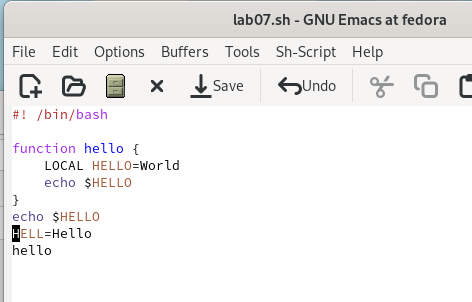 lab07.sh - GNU Emacs at fedora
File Edit Options Buffers Tools Sh-Script Help
Save Undo
#! /bin/bash
function hello {
LOCAL HELLO=World
echo $HELLO
}
echo $HELLO
HELL=Hello
hello